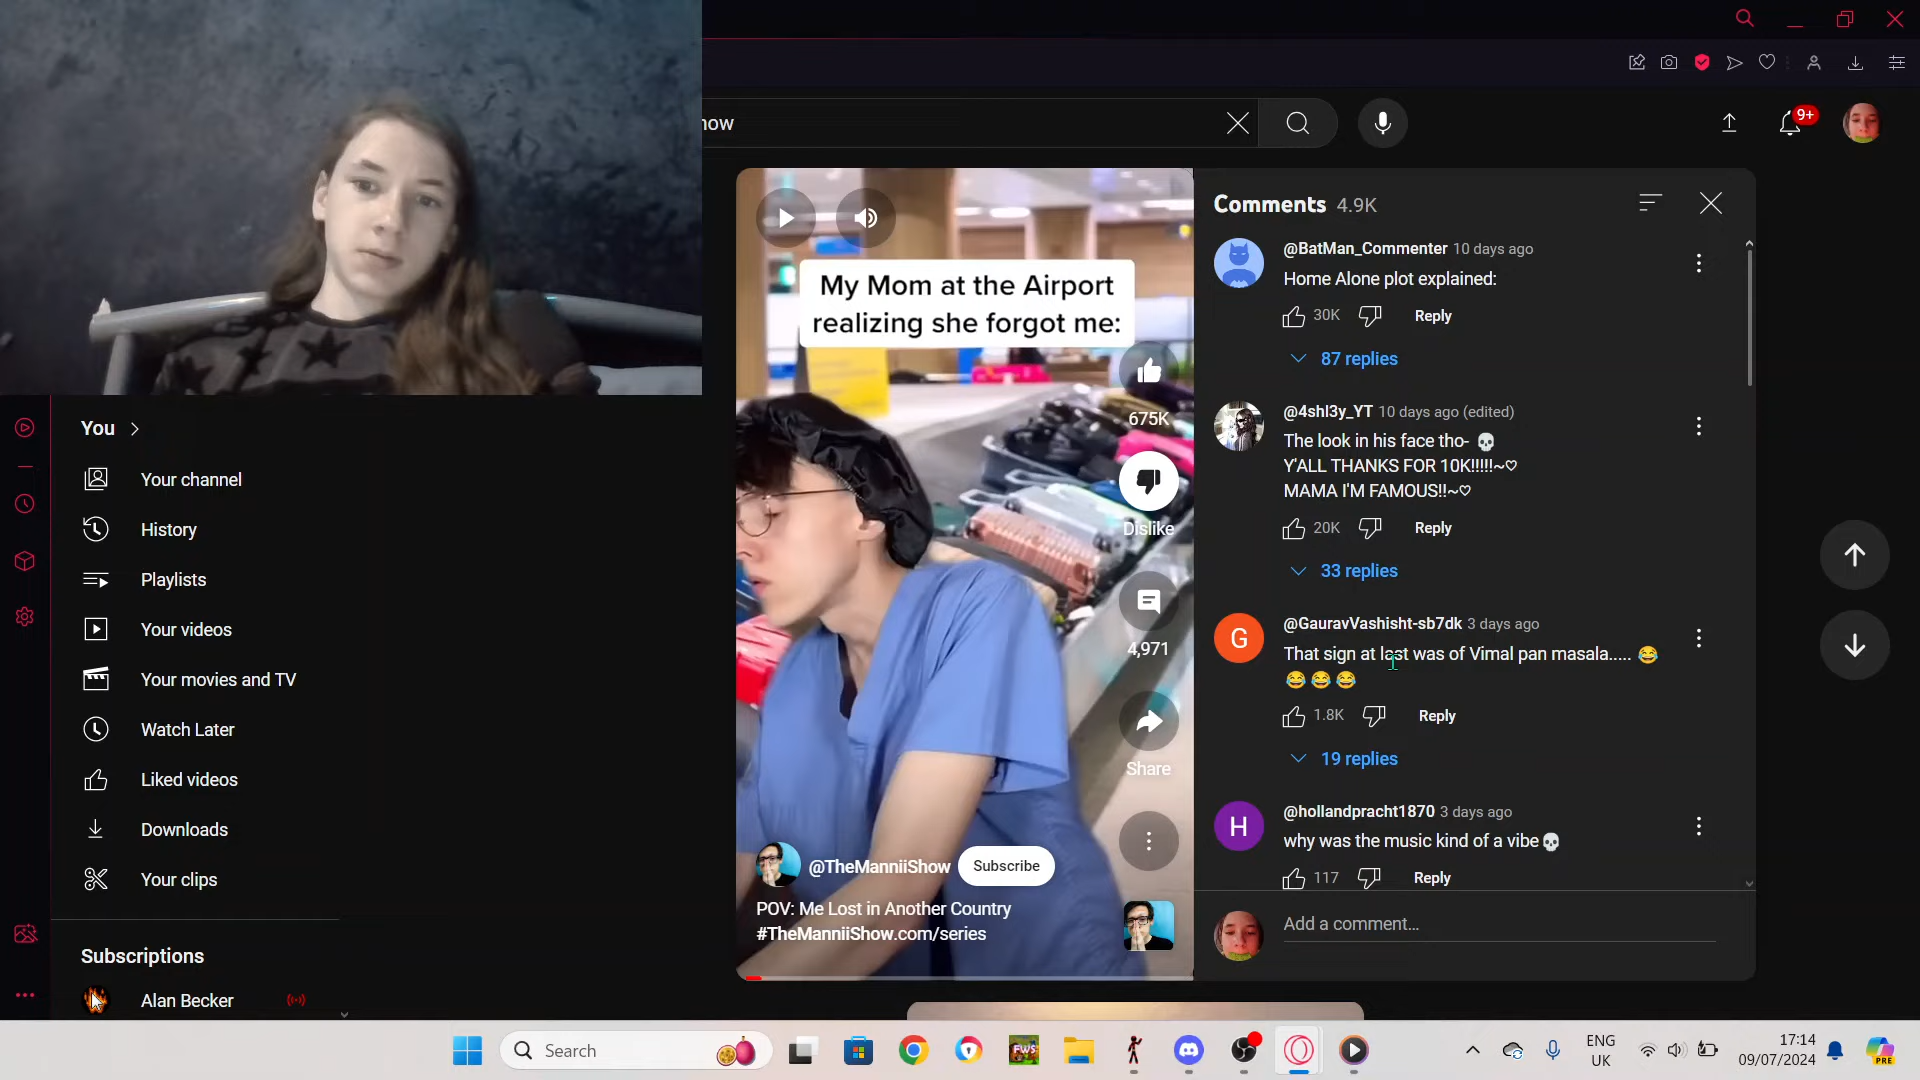 how
9+
My Mom at the Airport
realizing she forgot me:
675K
Dislike
4,971
Share
@TheManniiShow
Subscribe
POV: Me Lost in Another Country
#TheManniiShow.com/series
Comments 4.9K
@BatMan_Commenter 10 days ago
Home Alone plot explained:
30K
Reply
87 replies
@4shl3y_YT 10 days ago (edited)
The look in his face tho- 💀
Y'ALL THANKS FOR 10K!!!!!~♡
MAMA I'M FAMOUS!!~♡
20K
Reply
33 replies
@GauravVashisht-sb7dk 3 days ago
That sign at last was of Vimal pan masala..... 😂
😂😂😂
1.8K
Reply
19 replies
H
@hollandpracht1870 3 days ago
why was the music kind of a vibe💀
117
Reply
G
Add a comment...
You
Your channel
History
Playlists
Your videos
Your movies and TV
Watch Later
Liked videos
Downloads
Your clips
Subscriptions
Alan Becker
Search
FWS
ENG
UK
17:14
09/07/2024
PRE